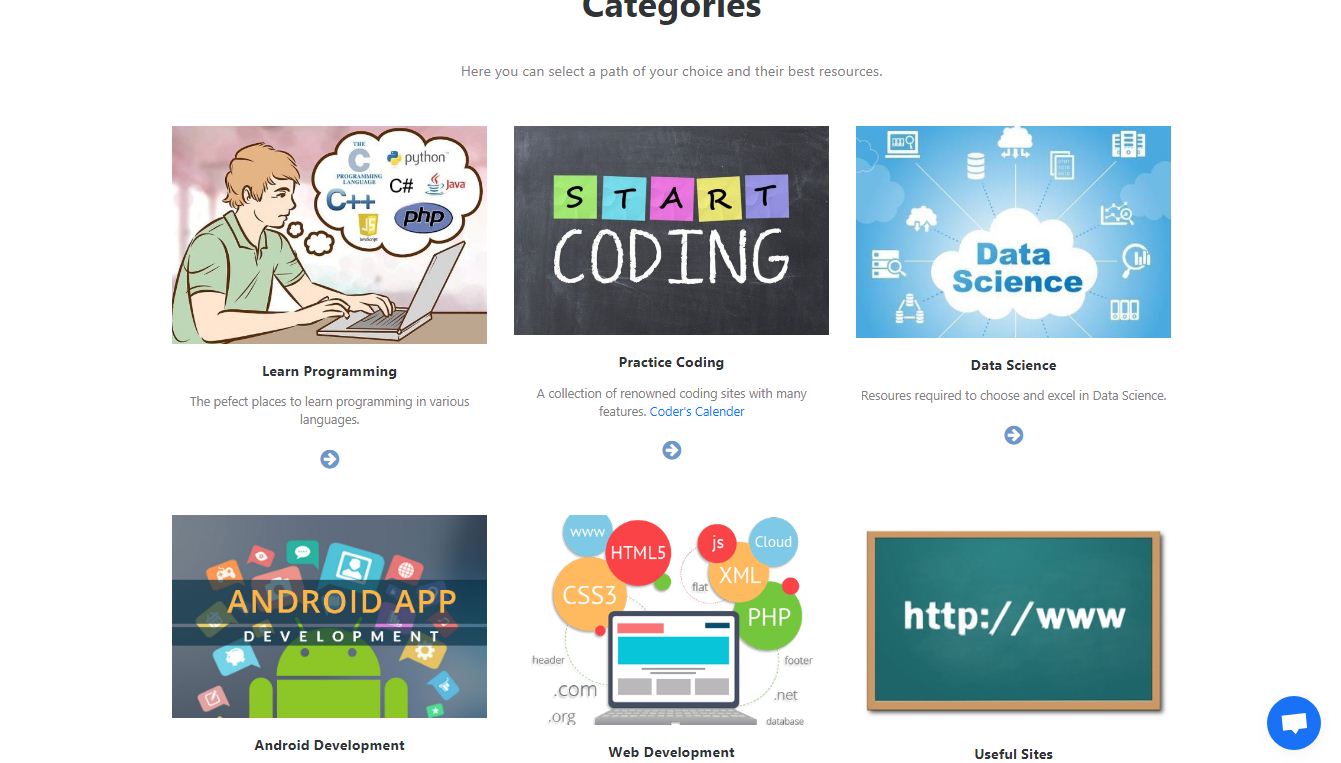 Categories
Here you can select a path of your choice and their best resources.
THE
C
PROGRAMMING
LANGUAGE
python
C#
Java
C++
JS
JavaScript
php
START
CODING
Data
Science
Learn Programming
The pefect places to learn programming in various
languages.
Practice Coding
A collection of renowned coding sites with many
features. Coder's Calender
Data Science
Resoures required to choose and excel in Data Science.
ANDROID APP
DEVELOPMENT
www
HTML5
js
Cloud
CSS3
flat
XML
PHP
header
footer
.com
.net
.org
database
http://www
Android Development
Web Development
Useful Sites